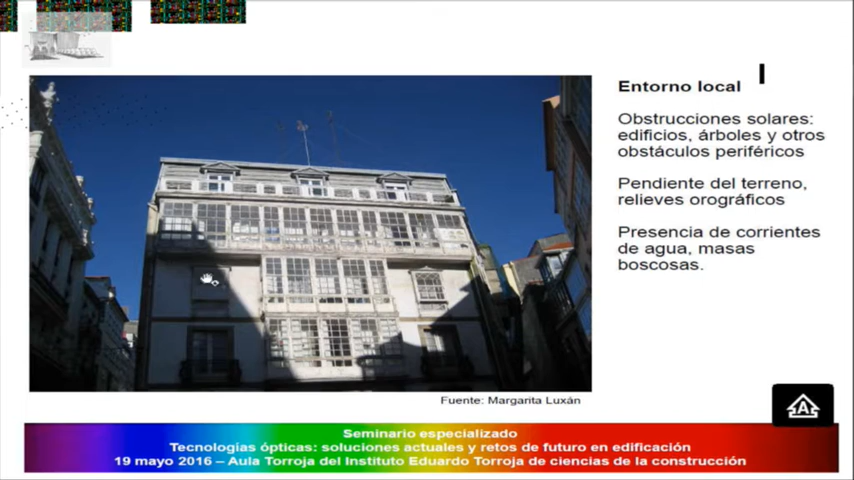 Entorno local
Obstrucciones solares:
edificios, árboles y otros
obstáculos periféricos
Pendiente del terreno,
relieves orográficos
Presencia de corrientes
de agua, masas
boscosas.
Fuente: Margarita Luxán
A
Seminario especializado
Tecnologías ópticas: soluciones actuales y retos de futuro en edificación
19 mayo 2016 – Aula Torroja del Instituto Eduardo Torroja de ciencias de la construcción